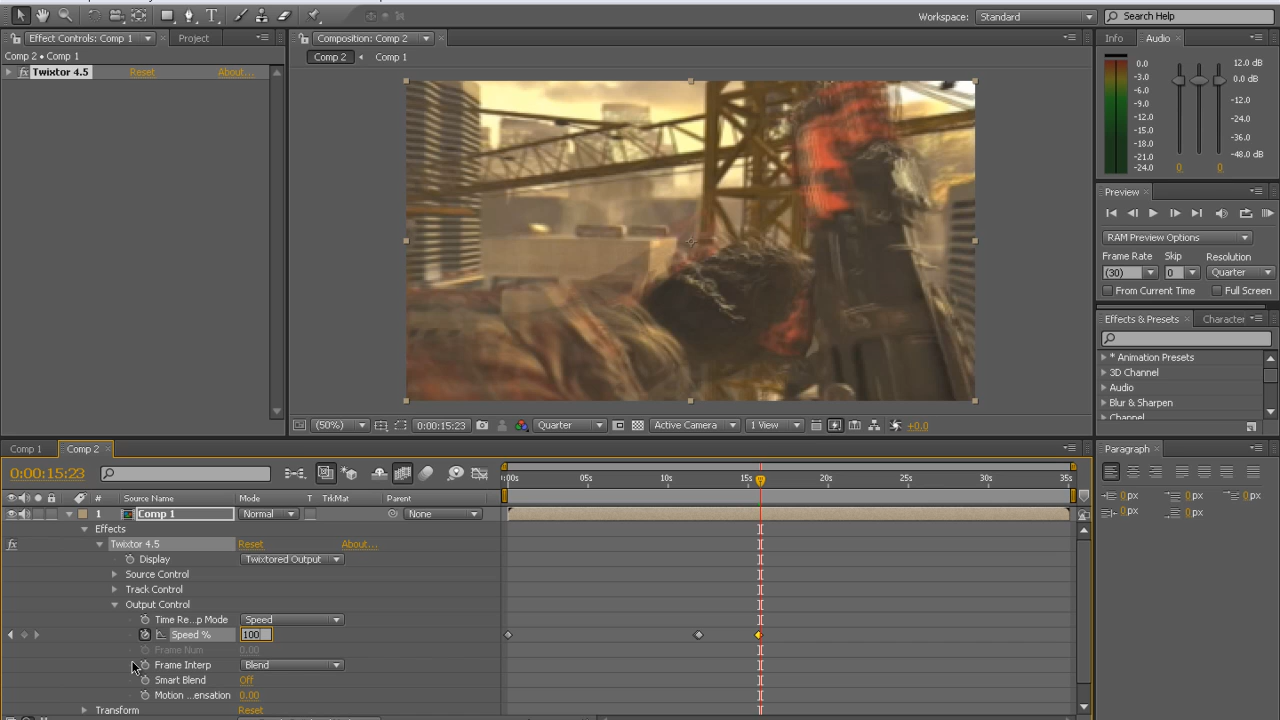 Workspace: Standard Search Help
Effect Controls: Comp 1 Project
Comp 2 • Comp 1
fx Twixtor 4.5 Reset About...
Composition: Comp 2
Comp 2 Comp 1
(50%) 0:00:15:23 Quarter Active Camera 1 View +0.0
Info Audio
0.0 12.0 dB
-3.0 0.0 dB
-6.0
-9.0 -12.0
-12.0 -24.0
-15.0
-18.0 -36.0
-21.0 -48.0 dB
-24.0
0 0
Preview
RAM Preview Options
Frame Rate Skip Resolution
(30) 0 Quarter
From Current Time Full Screen
Effects & Presets Character
* Animation Presets
3D Channel
Audio
Blur & Sharpen
Channel
Comp 1 Comp 2
0:00:15:23
05s 10s 15s 20s 25s 30s 35s
# Source Name Mode T TrkMat Parent
1 Comp 1 Normal None
Effects
fx Twixtor 4.5 Reset About...
Display Twixtored Output
Source Control
Track Control
Output Control
Time Re...p Mode Speed
Speed % 100
Frame Num 0.00
Frame Interp Blend
Smart Blend Off
Motion ...ensation 0.00
Transform Reset
Paragraph
0 px 0 px 0 px
0 px 0 px